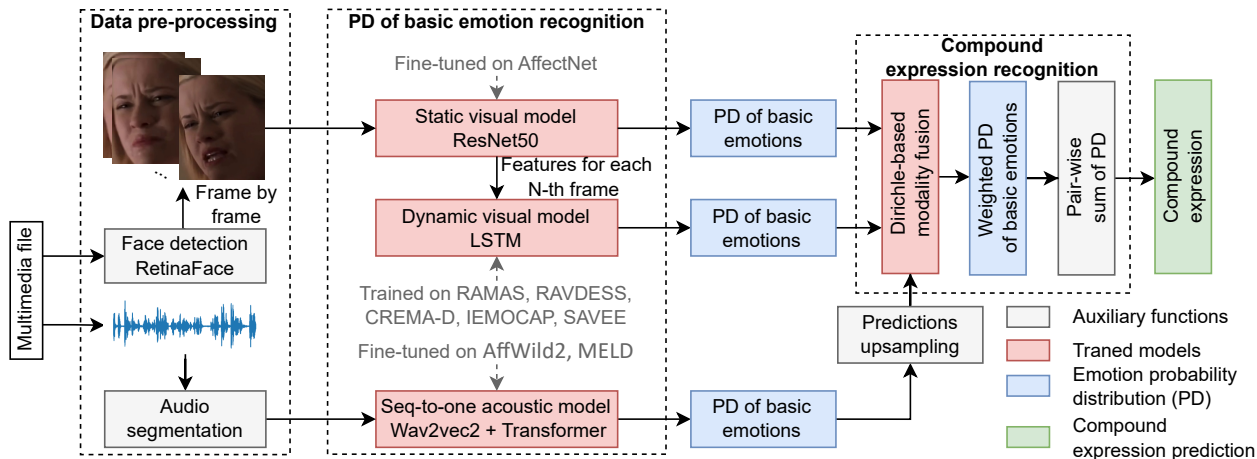 Data pre-processing
PD of basic emotion recognition
Compound
expression recognition
Fine-tuned on AffectNet
Static visual model
ResNet50
PD of basic
emotions
Features for each
N-th frame
...
Frame by
frame
Multimedia file
Face detection
RetinaFace
Dynamic visual model
LSTM
PD of basic
emotions
Dirichle-based
modality fusion
Weighted PD
of basic emotions
Pair-wise
sum of PD
Compound
expression
Trained on RAMAS, RAVDESS,
CREMA-D, IEMOCAP, SAVEE
Fine-tuned on AffWild2, MELD
Predictions
upsampling
Audio
segmentation
Seq-to-one acoustic model
Wav2vec2 + Transformer
PD of basic
emotions
Auxiliary functions
Traned models
Emotion probability
distribution (PD)
Compound
expression prediction